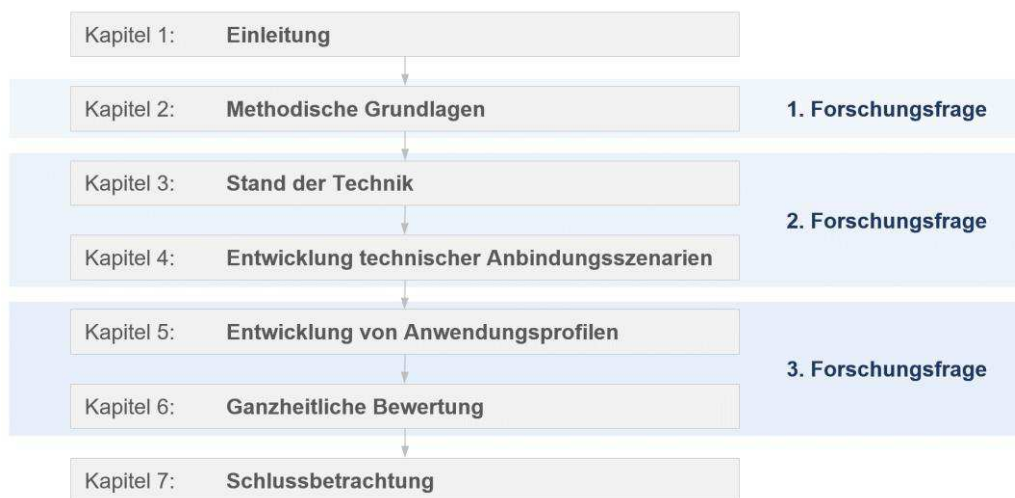 Kapitel 1: Einleitung
Kapitel 2: Methodische Grundlagen 1. Forschungsfrage
Kapitel 3: Stand der Technik
2. Forschungsfrage
Kapitel 4: Entwicklung technischer Anbindungsszenarien
Kapitel 5: Entwicklung von Anwendungsprofilen
3. Forschungsfrage
Kapitel 6: Ganzheitliche Bewertung
Kapitel 7: Schlussbetrachtung